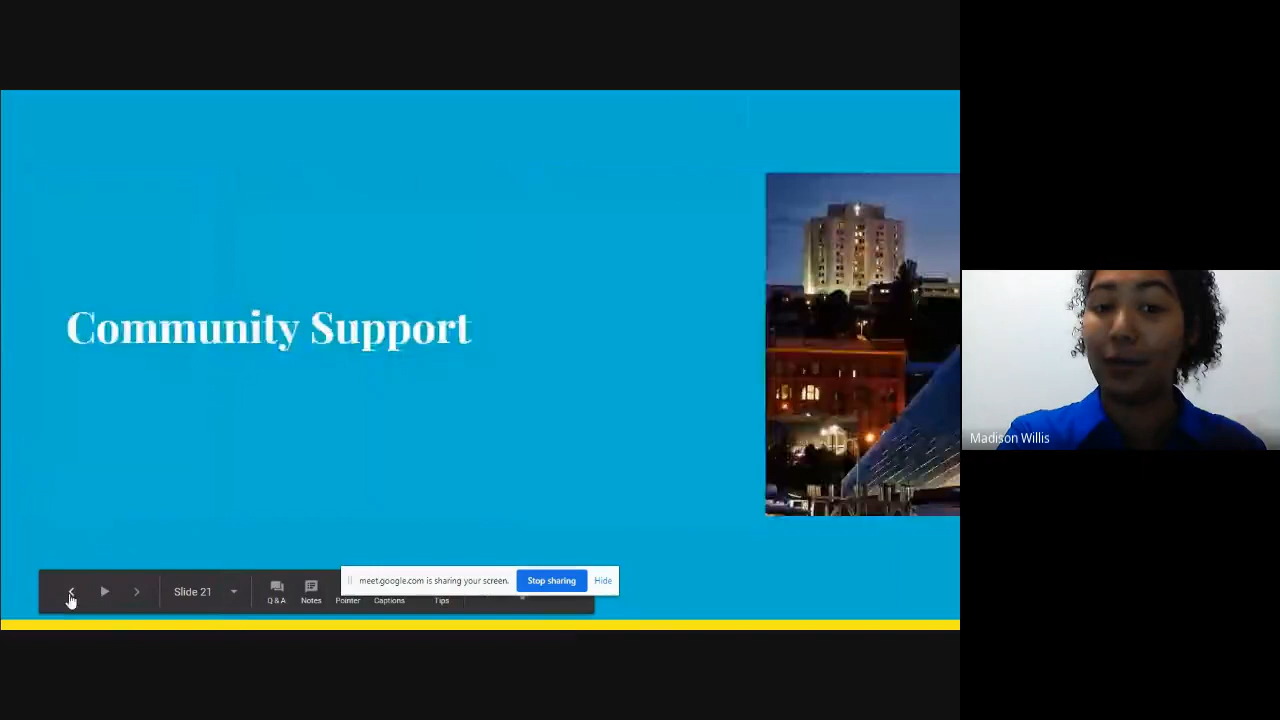 Community Support
Madison Willis
meet.google.com is sharing your screen.
Stop sharing
Hide
Slide 21
Q & A
Notes
Pointer
Captions
Tips